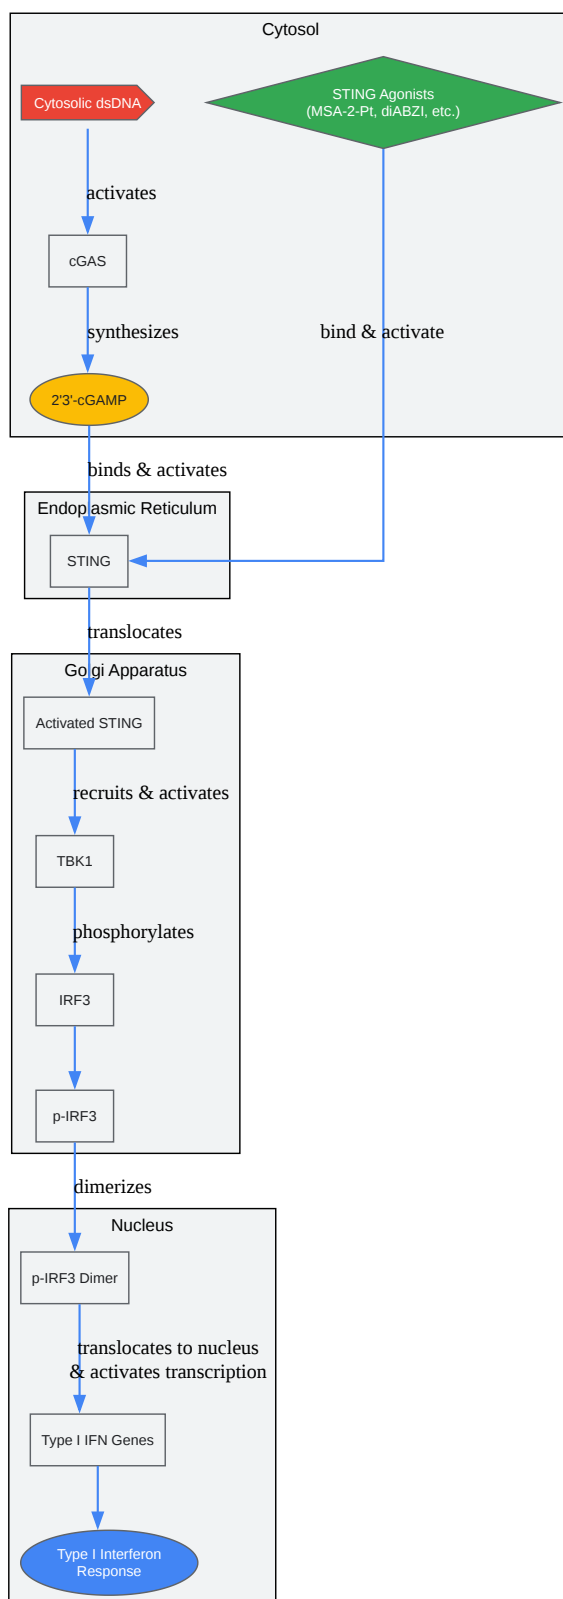 Cytosol
Cytosolic dsDNA
STING Agonists
(MSA-2-Pt, diABZI, etc.)
activates
cGAS
synthesizes
bind & activate
2'3'-cGAMP
binds & activates
Endoplasmic Reticulum
STING
translocates
Golgi Apparatus
Activated STING
recruits & activates
TBK1
phosphorylates
IRF3
p-IRF3
dimerizes
Nucleus
p-IRF3 Dimer
translocates to nucleus
& activates transcription
Type I IFN Genes
Type I Interferon
Response